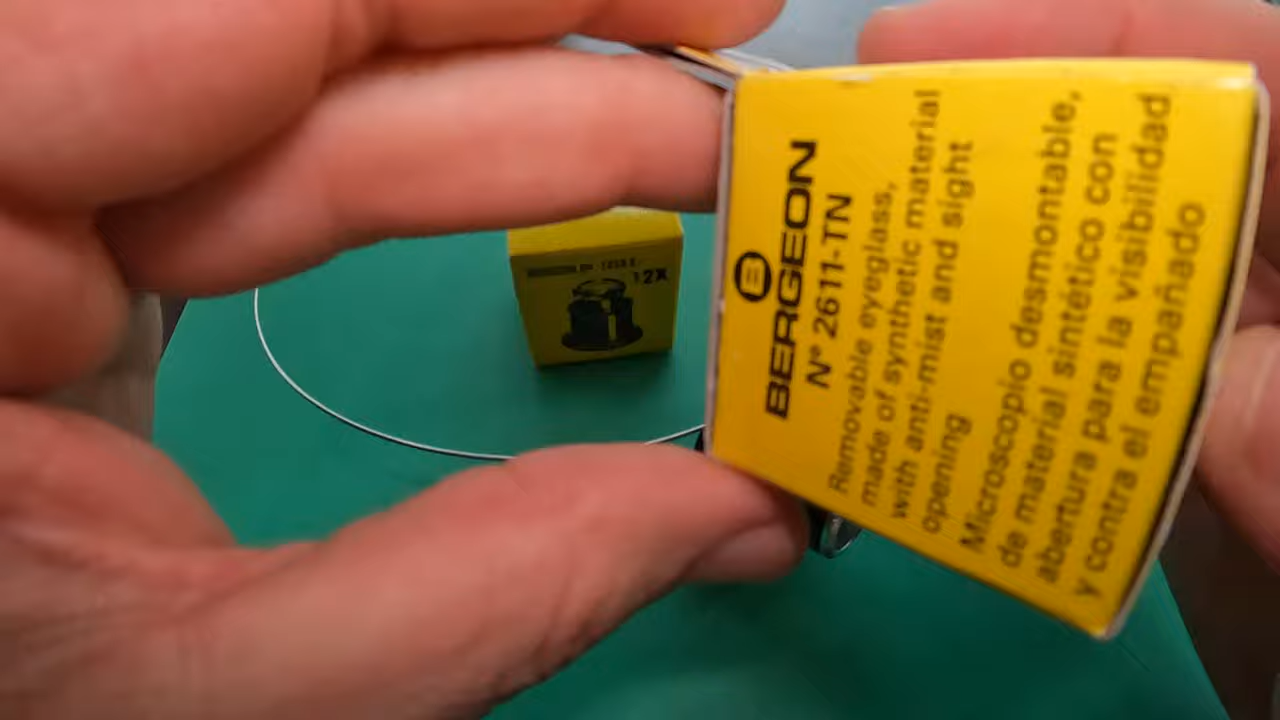 BERGEON
N° 2611-TN
Removable eyeglass,
made of synthetic material
with anti-mist and sight
opening
Microscopio desmontable,
de material sintético con
abertura para la visibilidad
y contra el empañado
12X